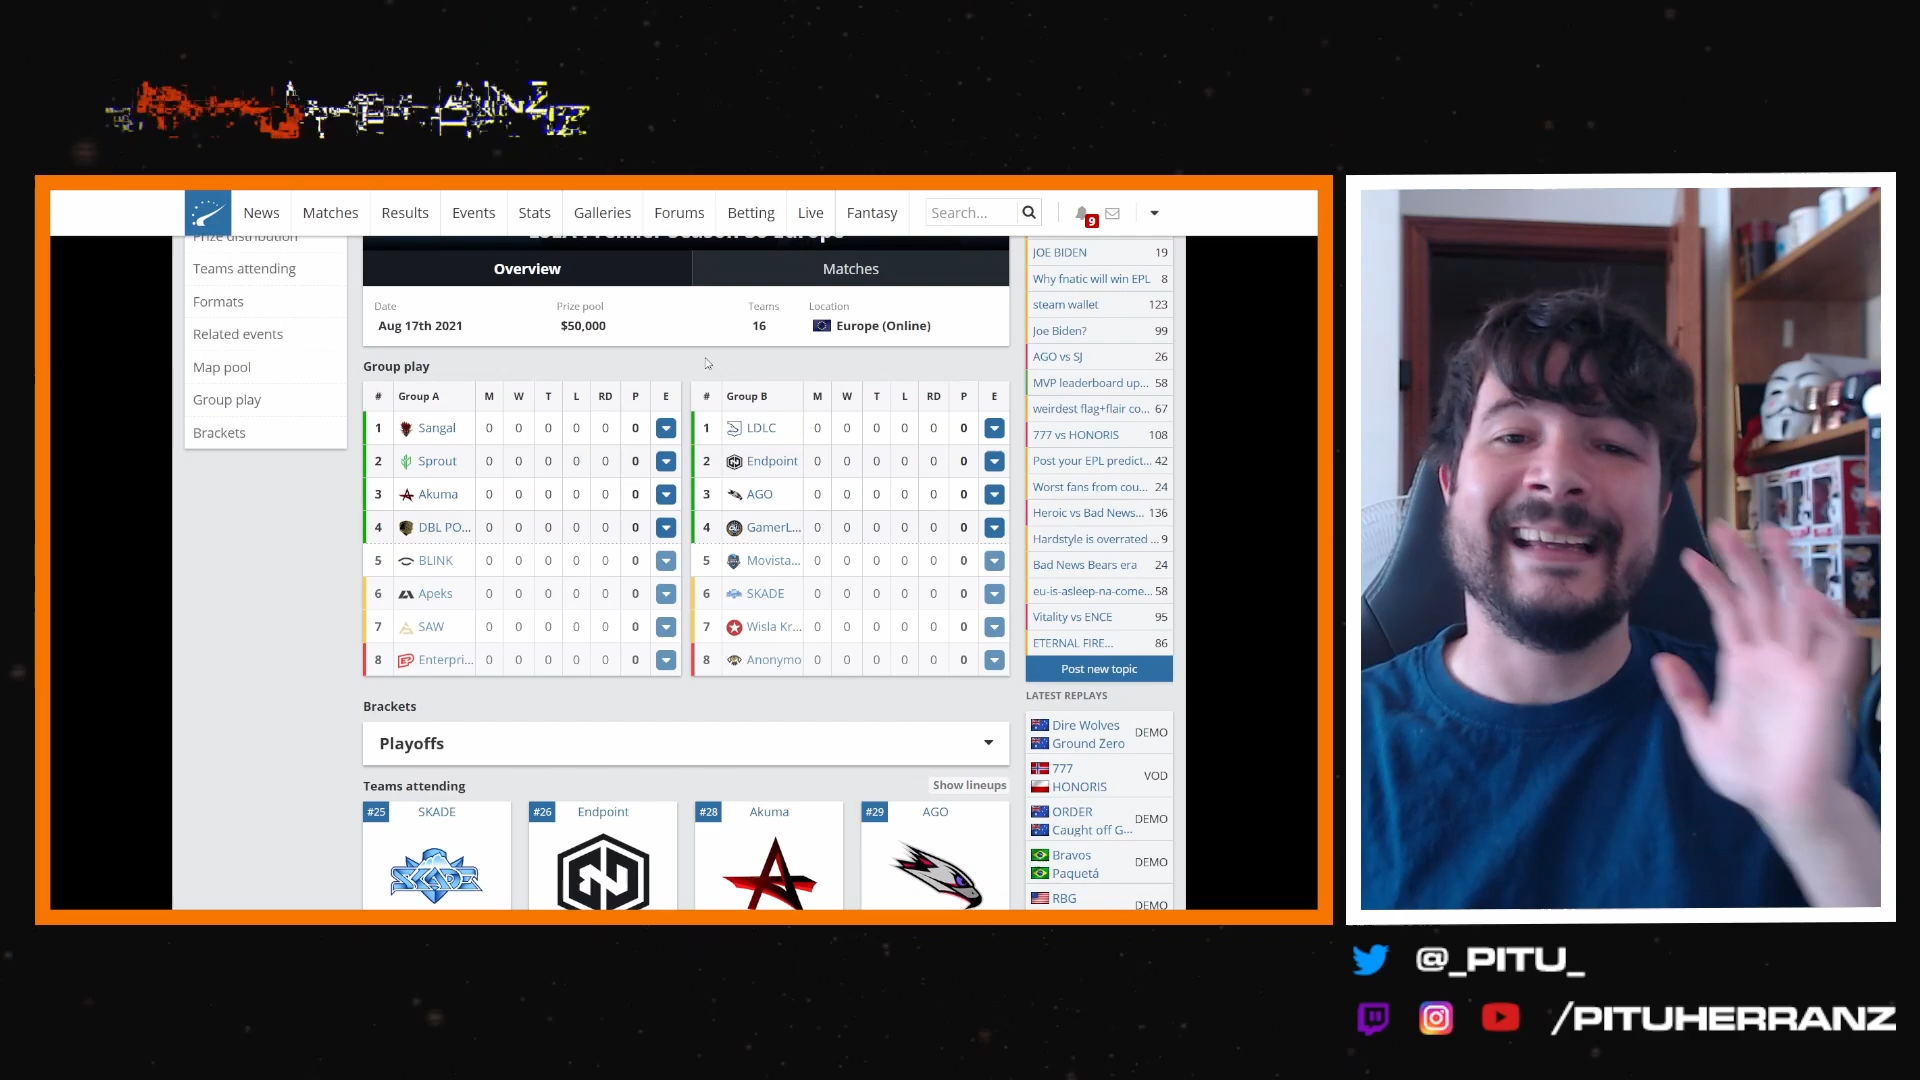 News Matches Results Events Stats Galleries Forums Betting Live Fantasy Search... 9
Prize distribution
Teams attending
Formats
Related events
Map pool
Group play
Brackets
Overview Matches
Date Prize pool Teams Location
Aug 17th 2021 $50,000 16 Europe (Online)
Group play
# Group A M W T L RD P E
1 Sangal 0 0 0 0 0 0
2 Sprout 0 0 0 0 0 0
3 Akuma 0 0 0 0 0 0
4 DBL PO... 0 0 0 0 0 0
5 BLINK 0 0 0 0 0 0
6 Apeks 0 0 0 0 0 0
7 SAW 0 0 0 0 0 0
8 Enterpri... 0 0 0 0 0 0
# Group B M W T L RD P E
1 LDLC 0 0 0 0 0 0
2 Endpoint 0 0 0 0 0 0
3 AGO 0 0 0 0 0 0
4 GamerL... 0 0 0 0 0 0
5 Movista... 0 0 0 0 0 0
6 SKADE 0 0 0 0 0 0
7 Wisla Kr... 0 0 0 0 0 0
8 Anonymo 0 0 0 0 0 0
Brackets
Playoffs
Teams attending Show lineups
#25 SKADE #26 Endpoint #28 Akuma #29 AGO
SKADE
JOE BIDEN 19
Why fnatic will win EPL 8
steam wallet 123
Joe Biden? 99
AGO vs SJ 26
MVP leaderboard up... 58
weirdest flag+flair co... 67
777 vs HONORIS 108
Post your EPL predict... 42
Worst fans from cou... 24
Heroic vs Bad News... 136
Hardstyle is overrated ... 9
Bad News Bears era 24
eu-is-asleep-na-come... 58
Vitality vs ENCE 95
ETERNAL FIRE... 86
Post new topic
LATEST REPLAYS
Dire Wolves
Ground Zero DEMO
777
HONORIS VOD
ORDER
Caught off G... DEMO
Bravos
Paquetá DEMO
RBG DEMO
@_PITU_
/PITUHERRANZ